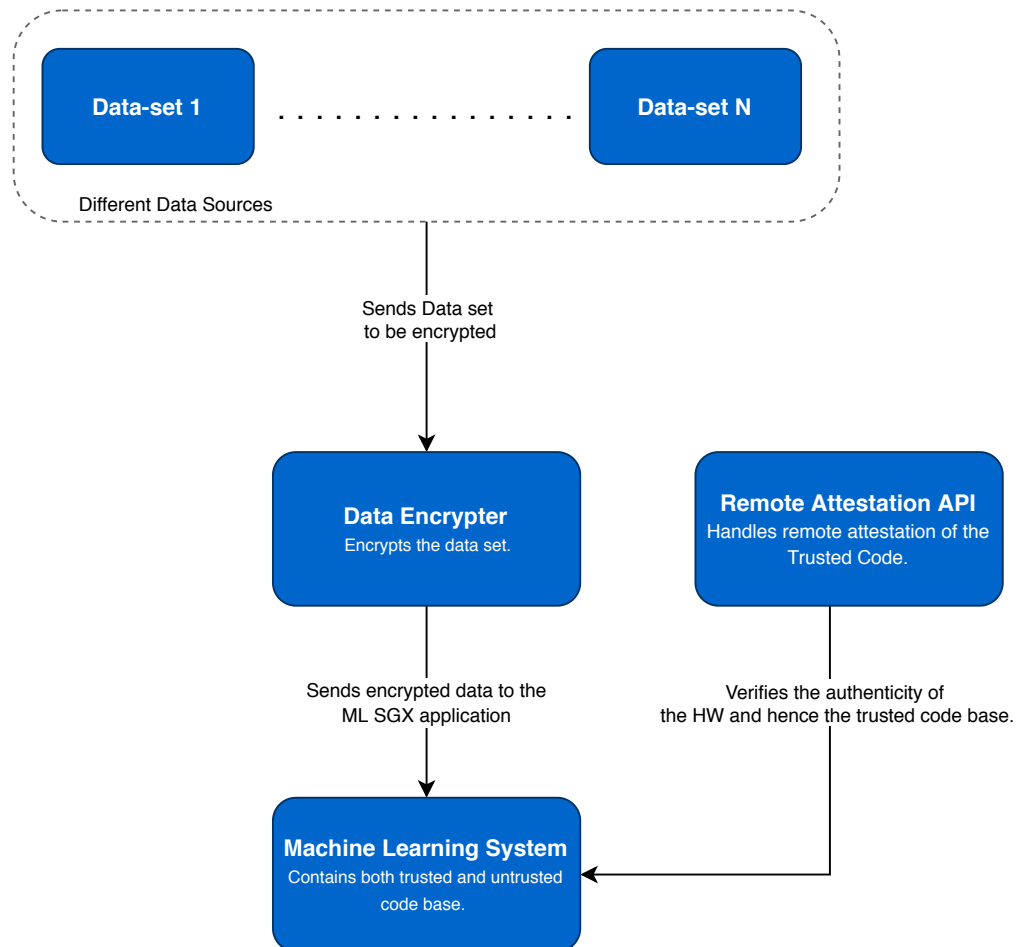 Data-set 1
. . . . . . . . . . . . . . . .
Data-set N
Different Data Sources
Sends Data set
to be encrypted
Data Encrypter
Encrypts the data set.
Remote Attestation API
Handles remote attestation of the
Trusted Code.
Sends encrypted data to the
ML SGX application
Verifies the authenticity of
the HW and hence the trusted code base.
Machine Learning System
Contains both trusted and untrusted
code base.